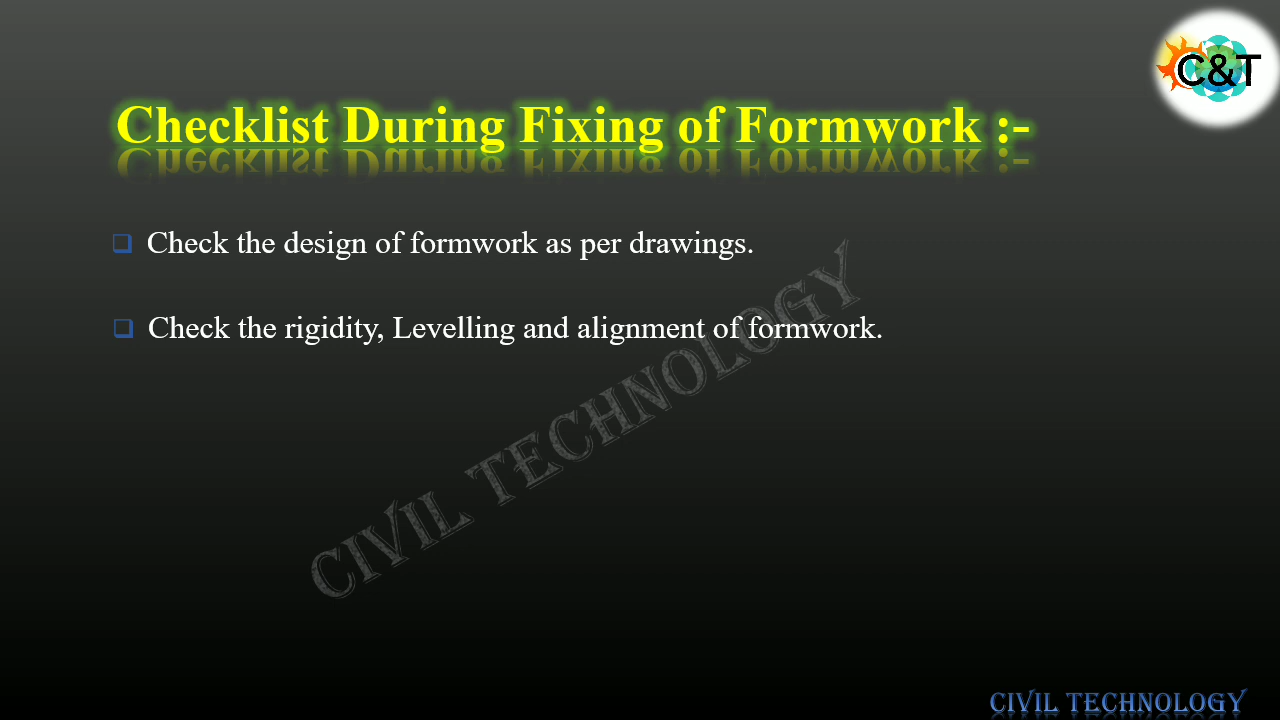 C&T
Checklist During Fixing of Formwork :-
Check the design of formwork as per drawings.
Check the rigidity, Levelling and alignment of formwork.
CIVIL TECHNOLOGY
CIVIL TECHNOLOGY